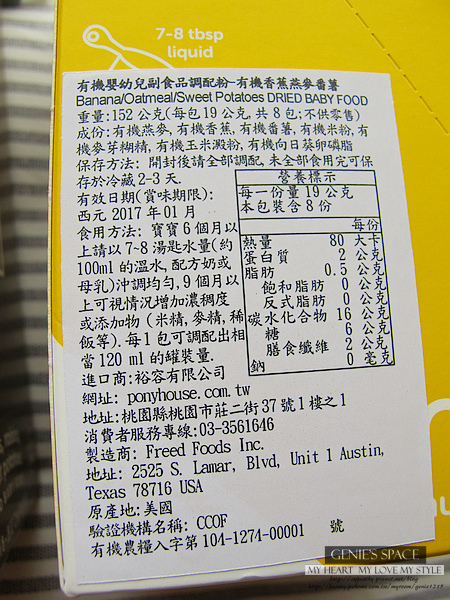 7-8 tbsp
liquid
有機嬰幼兒副食品調配粉-有機香蕉燕麥番薯
Banana/Oatmeal/Sweet Potatoes DRIED BABY FOOD
重量:152 公克(每包19 公克, 共 8 包; 不供零售)
成份: 有機燕麥, 有機香蕉, 有機番薯, 有機米粉, 有
機麥芽糊精, 有機玉米澱粉, 有機向日葵卵磷脂
保存方法: 開封後請全部調配, 未全部食用完可保
存於冷藏 2-3 天.
有效日期(賞味期限):
西元 2017 年 01 月
食用方法: 寶寶 6 個月以
上請以 7-8 湯匙水量(約
100ml 的溫水, 配方奶或
母乳)沖調均勻, 9 個月以
上可視情況增加濃稠度
或添加物 (米精, 麥精, 稀
飯等). 每 1 包可調配出相
當 120 ml 的罐裝量.
營養標示
每一份量 19 公克
本包裝含 8 份
每份
熱量 80 大卡
蛋白質 2 公克
脂肪 0.5 公克
飽和脂肪 0 公克
反式脂肪 0 公克
碳水化合物 16 公克
糖 6 公克
膳食纖維 2 公克
鈉 0 毫克
進口商: 裕容有限公司
網址: ponyhouse.com.tw
地址: 桃園縣桃園市莊二街 37 號 1 樓之 1
消費者服務專線:03-3561646
製造商: Freed Foods Inc.
地址: 2525 S. Lamar, Blvd, Unit 1 Austin,
Texas 78716 USA
原產地: 美國
驗證機構名稱: CCOF
有機農糧入字第 104-1274-00001 號
GENIE'S SPACE
MY HEART MY LOVE MY STYLE